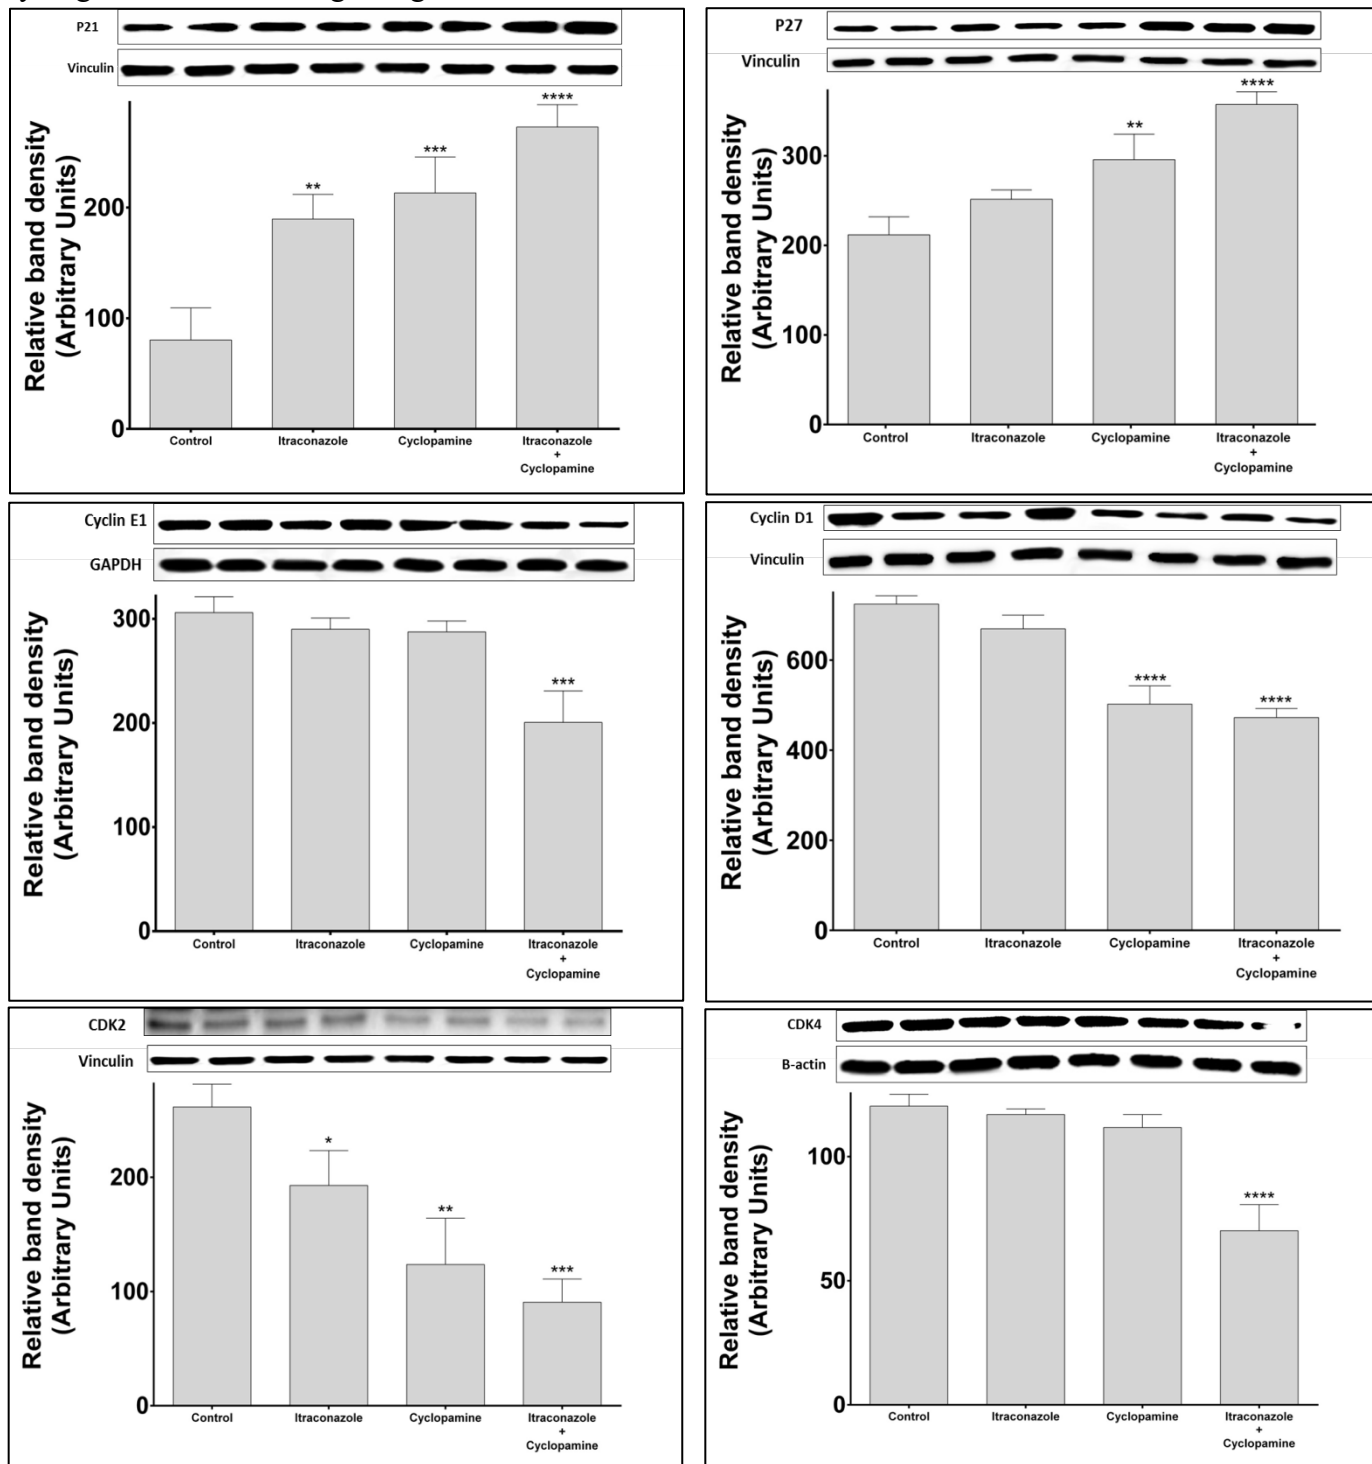 P21
Vinculin
Relative band density
(Arbitrary Units)
200
100
0
**
***
****
Control
Itraconazole
Cyclopamine
Itraconazole
+
Cyclopamine
P27
Vinculin
Relative band density
(Arbitrary Units)
300
200
100
0
**
****
Control
Itraconazole
Cyclopamine
Itraconazole
+
Cyclopamine
Cyclin E1
GAPDH
Relative band density
(Arbitrary Units)
300
200
100
0
***
Control
Itraconazole
Cyclopamine
Itraconazole
+
Cyclopamine
Cyclin D1
Vinculin
Relative band density
(Arbitrary Units)
600
400
200
0
****
****
Control
Itraconazole
Cyclopamine
Itraconazole
+
Cyclopamine
CDK2
Vinculin
Relative band density
(Arbitrary Units)
200
100
0
*
**
***
Control
Itraconazole
Cyclopamine
Itraconazole
+
Cyclopamine
CDK4
B-actin
Relative band density
(Arbitrary Units)
100
50
0
****
Control
Itraconazole
Cyclopamine
Itraconazole
+
Cyclopamine